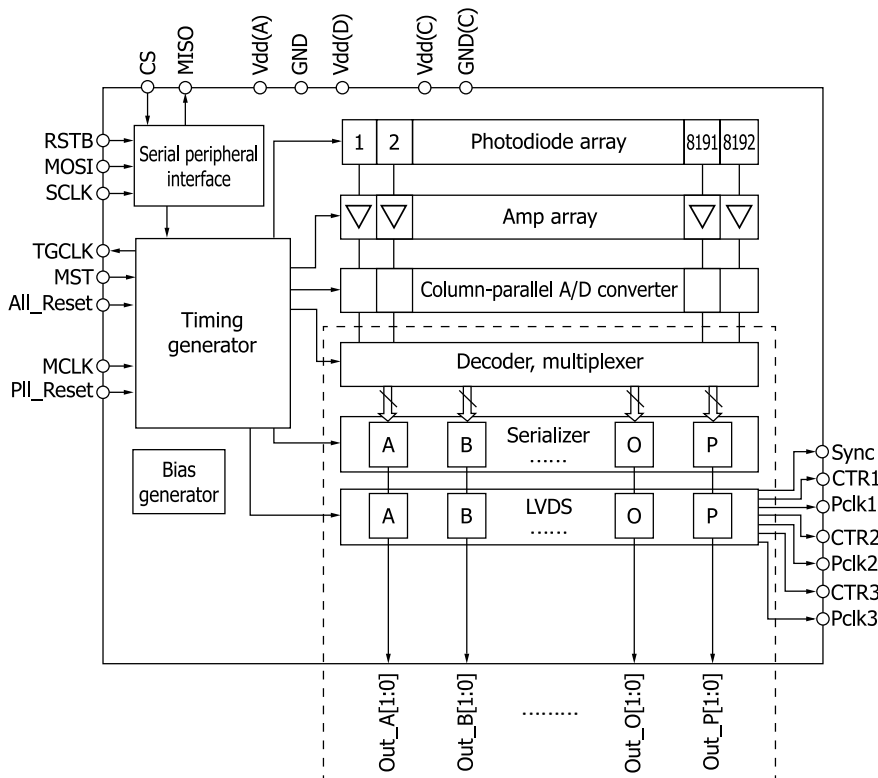 CS
MISO
Vdd(A)
GND
Vdd(D)
Vdd(C)
GND(C)
RSTB
MOSI
SCLK
Serial peripheral
interface
1
2
Photodiode array
8191
8192
Amp array
TGCLK
MST
All_Reset
MCLK
Pll_Reset
Timing
generator
Column-parallel A/D converter
Decoder, multiplexer
A
B
Serializer
......
O
P
Bias
generator
A
B
LVDS
......
O
P
Sync
CTR1
Pclk1
CTR2
Pclk2
CTR3
Pclk3
Out_A[1:0]
Out_B[1:0]
.........
Out_O[1:0]
Out_P[1:0]